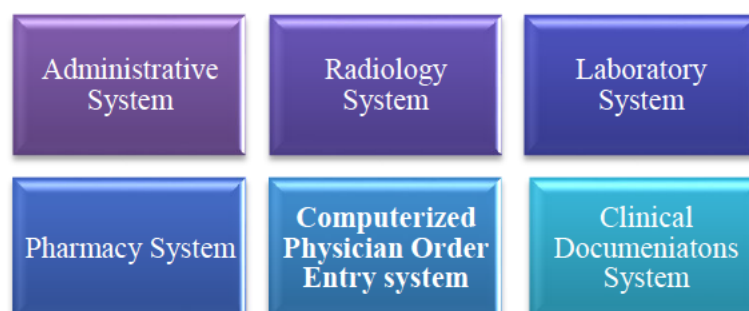 Administrative
System
Radiology
System
Laboratory
System
Pharmacy System
Computerized
Physician Order
Entry system
Clinical
Documeniatons
System